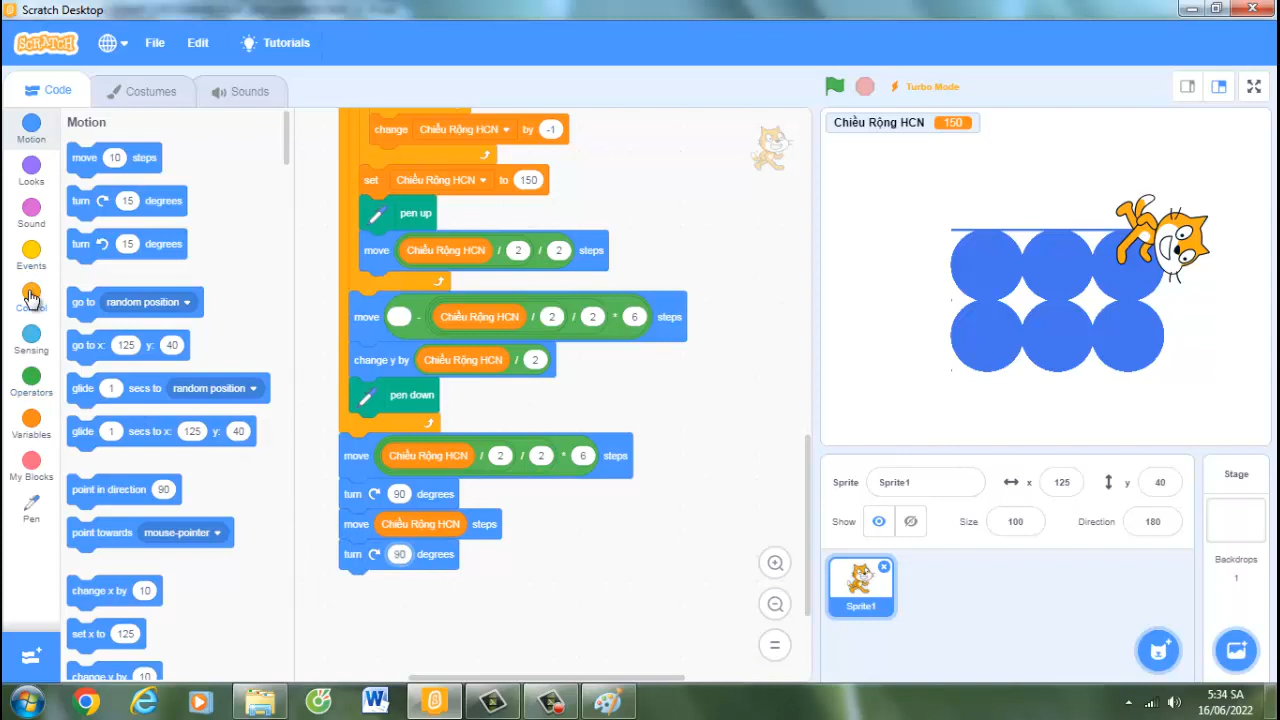 Scratch Desktop
SCRATCH File Edit Tutorials
Code Costumes Sounds
Turbo Mode
Motion
Looks
Sound
Events
Control
Sensing
Operators
Variables
My Blocks
Pen
Motion
move 10 steps
turn 15 degrees
turn 15 degrees
go to random position
go to x: 125 y: 40
glide 1 secs to random position
glide 1 secs to x: 125 y: 40
point in direction 90
point towards mouse-pointer
change x by 10
set x to 125
change y by 10
change Chiều Rộng HCN by -1
set Chiều Rộng HCN to 150
pen up
move Chiều Rộng HCN / 2 / 2 steps
move - Chiều Rộng HCN / 2 / 2 * 6 steps
change y by Chiều Rộng HCN / 2
pen down
move Chiều Rộng HCN / 2 / 2 * 6 steps
turn 90 degrees
move Chiều Rộng HCN steps
turn 90 degrees
Chiều Rộng HCN 150
Sprite Sprite1 x 125 y 40
Show Size 100 Direction 180
Sprite1
Stage
Backdrops
1
5:34 SA
16/06/2022